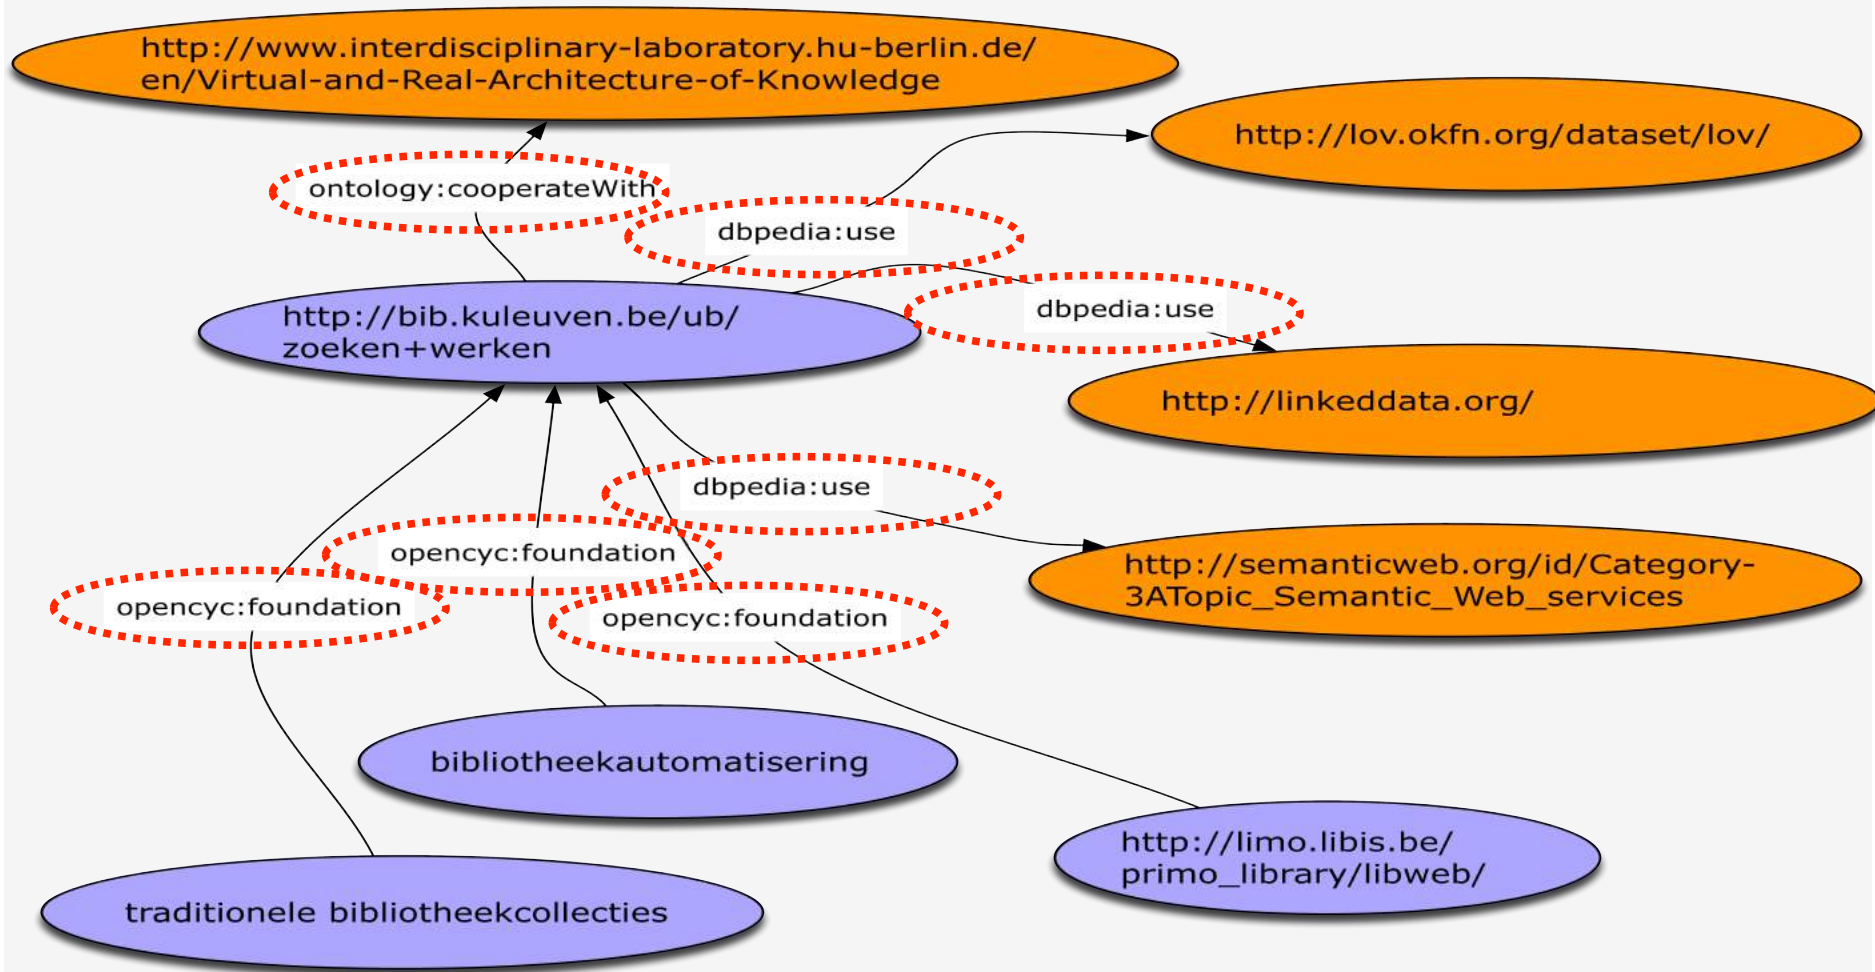 http://www.interdisciplinary-laboratory.hu-berlin.de/
en/Virtual-and-Real-Architecture-of-Knowledge
http://lov.okfn.org/dataset/lov/
ontology:cooperateWith
dbpedia:use
dbpedia:use
http://bib.kuleuven.be/ub/
zoeken+werken
http://linkeddata.org/
dbpedia:use
opencyc:foundation
http://semanticweb.org/id/Category-
3ATopic_Semantic_Web_services
opencyc:foundation
opencyc:foundation
bibliotheekautomatisering
http://limo.libis.be/
primo_library/libweb/
traditionele bibliotheekcollecties